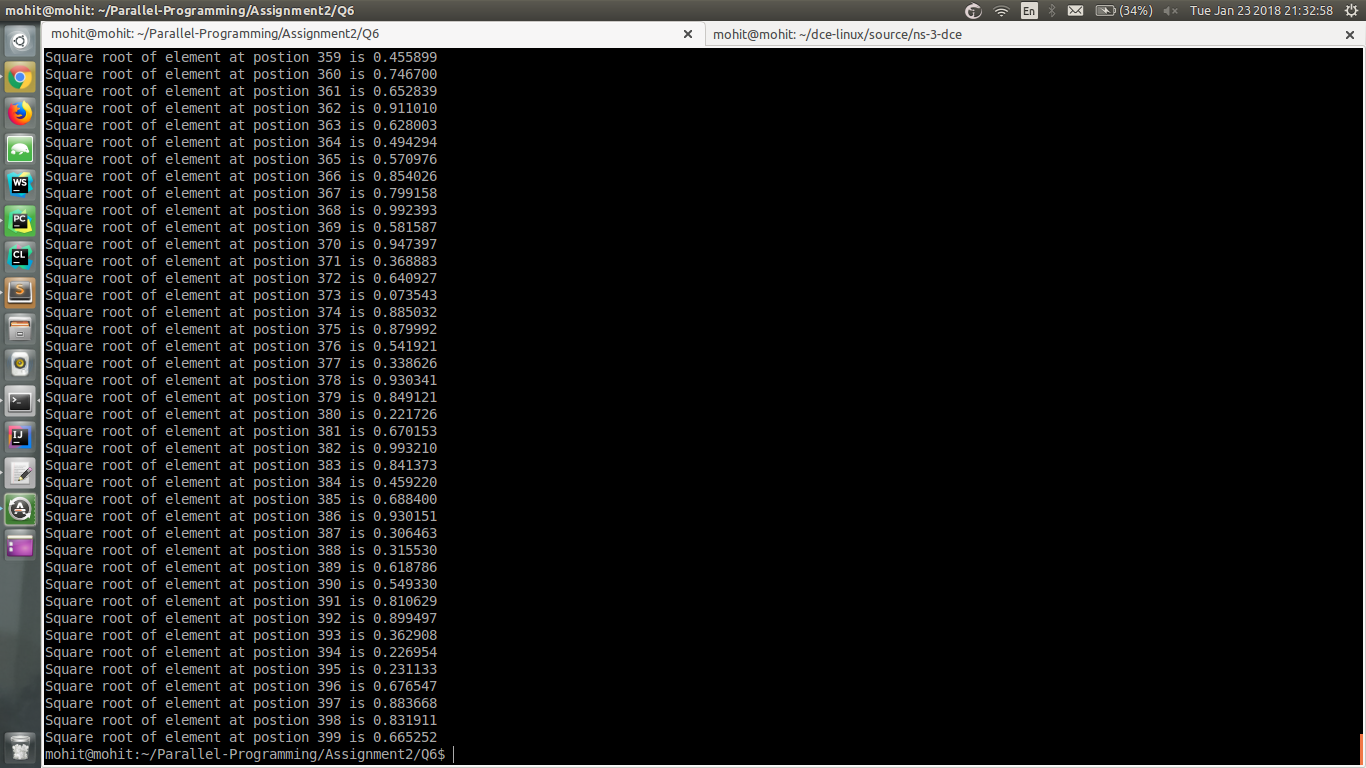 mohit@mohit: ~/Parallel-Programming/Assignment2/Q6 En (34%) Tue Jan 23 2018 21:32:58
mohit@mohit: ~/Parallel-Programming/Assignment2/Q6 mohit@mohit: ~/dce-linux/source/ns-3-dce
Square root of element at postion 359 is 0.455899
Square root of element at postion 360 is 0.746700
Square root of element at postion 361 is 0.652839
Square root of element at postion 362 is 0.911010
Square root of element at postion 363 is 0.628003
Square root of element at postion 364 is 0.494294
Square root of element at postion 365 is 0.570976
Square root of element at postion 366 is 0.854026
Square root of element at postion 367 is 0.799158
Square root of element at postion 368 is 0.992393
Square root of element at postion 369 is 0.581587
Square root of element at postion 370 is 0.947397
Square root of element at postion 371 is 0.368883
Square root of element at postion 372 is 0.640927
Square root of element at postion 373 is 0.073543
Square root of element at postion 374 is 0.885032
Square root of element at postion 375 is 0.879992
Square root of element at postion 376 is 0.541921
Square root of element at postion 377 is 0.338626
Square root of element at postion 378 is 0.930341
Square root of element at postion 379 is 0.849121
Square root of element at postion 380 is 0.221726
Square root of element at postion 381 is 0.670153
Square root of element at postion 382 is 0.993210
Square root of element at postion 383 is 0.841373
Square root of element at postion 384 is 0.459220
Square root of element at postion 385 is 0.688400
Square root of element at postion 386 is 0.930151
Square root of element at postion 387 is 0.306463
Square root of element at postion 388 is 0.315530
Square root of element at postion 389 is 0.618786
Square root of element at postion 390 is 0.549330
Square root of element at postion 391 is 0.810629
Square root of element at postion 392 is 0.899497
Square root of element at postion 393 is 0.362908
Square root of element at postion 394 is 0.226954
Square root of element at postion 395 is 0.231133
Square root of element at postion 396 is 0.676547
Square root of element at postion 397 is 0.883668
Square root of element at postion 398 is 0.831911
Square root of element at postion 399 is 0.665252
mohit@mohit:~/Parallel-Programming/Assignment2/Q6$
WS
PC
CL
S
IJ
A